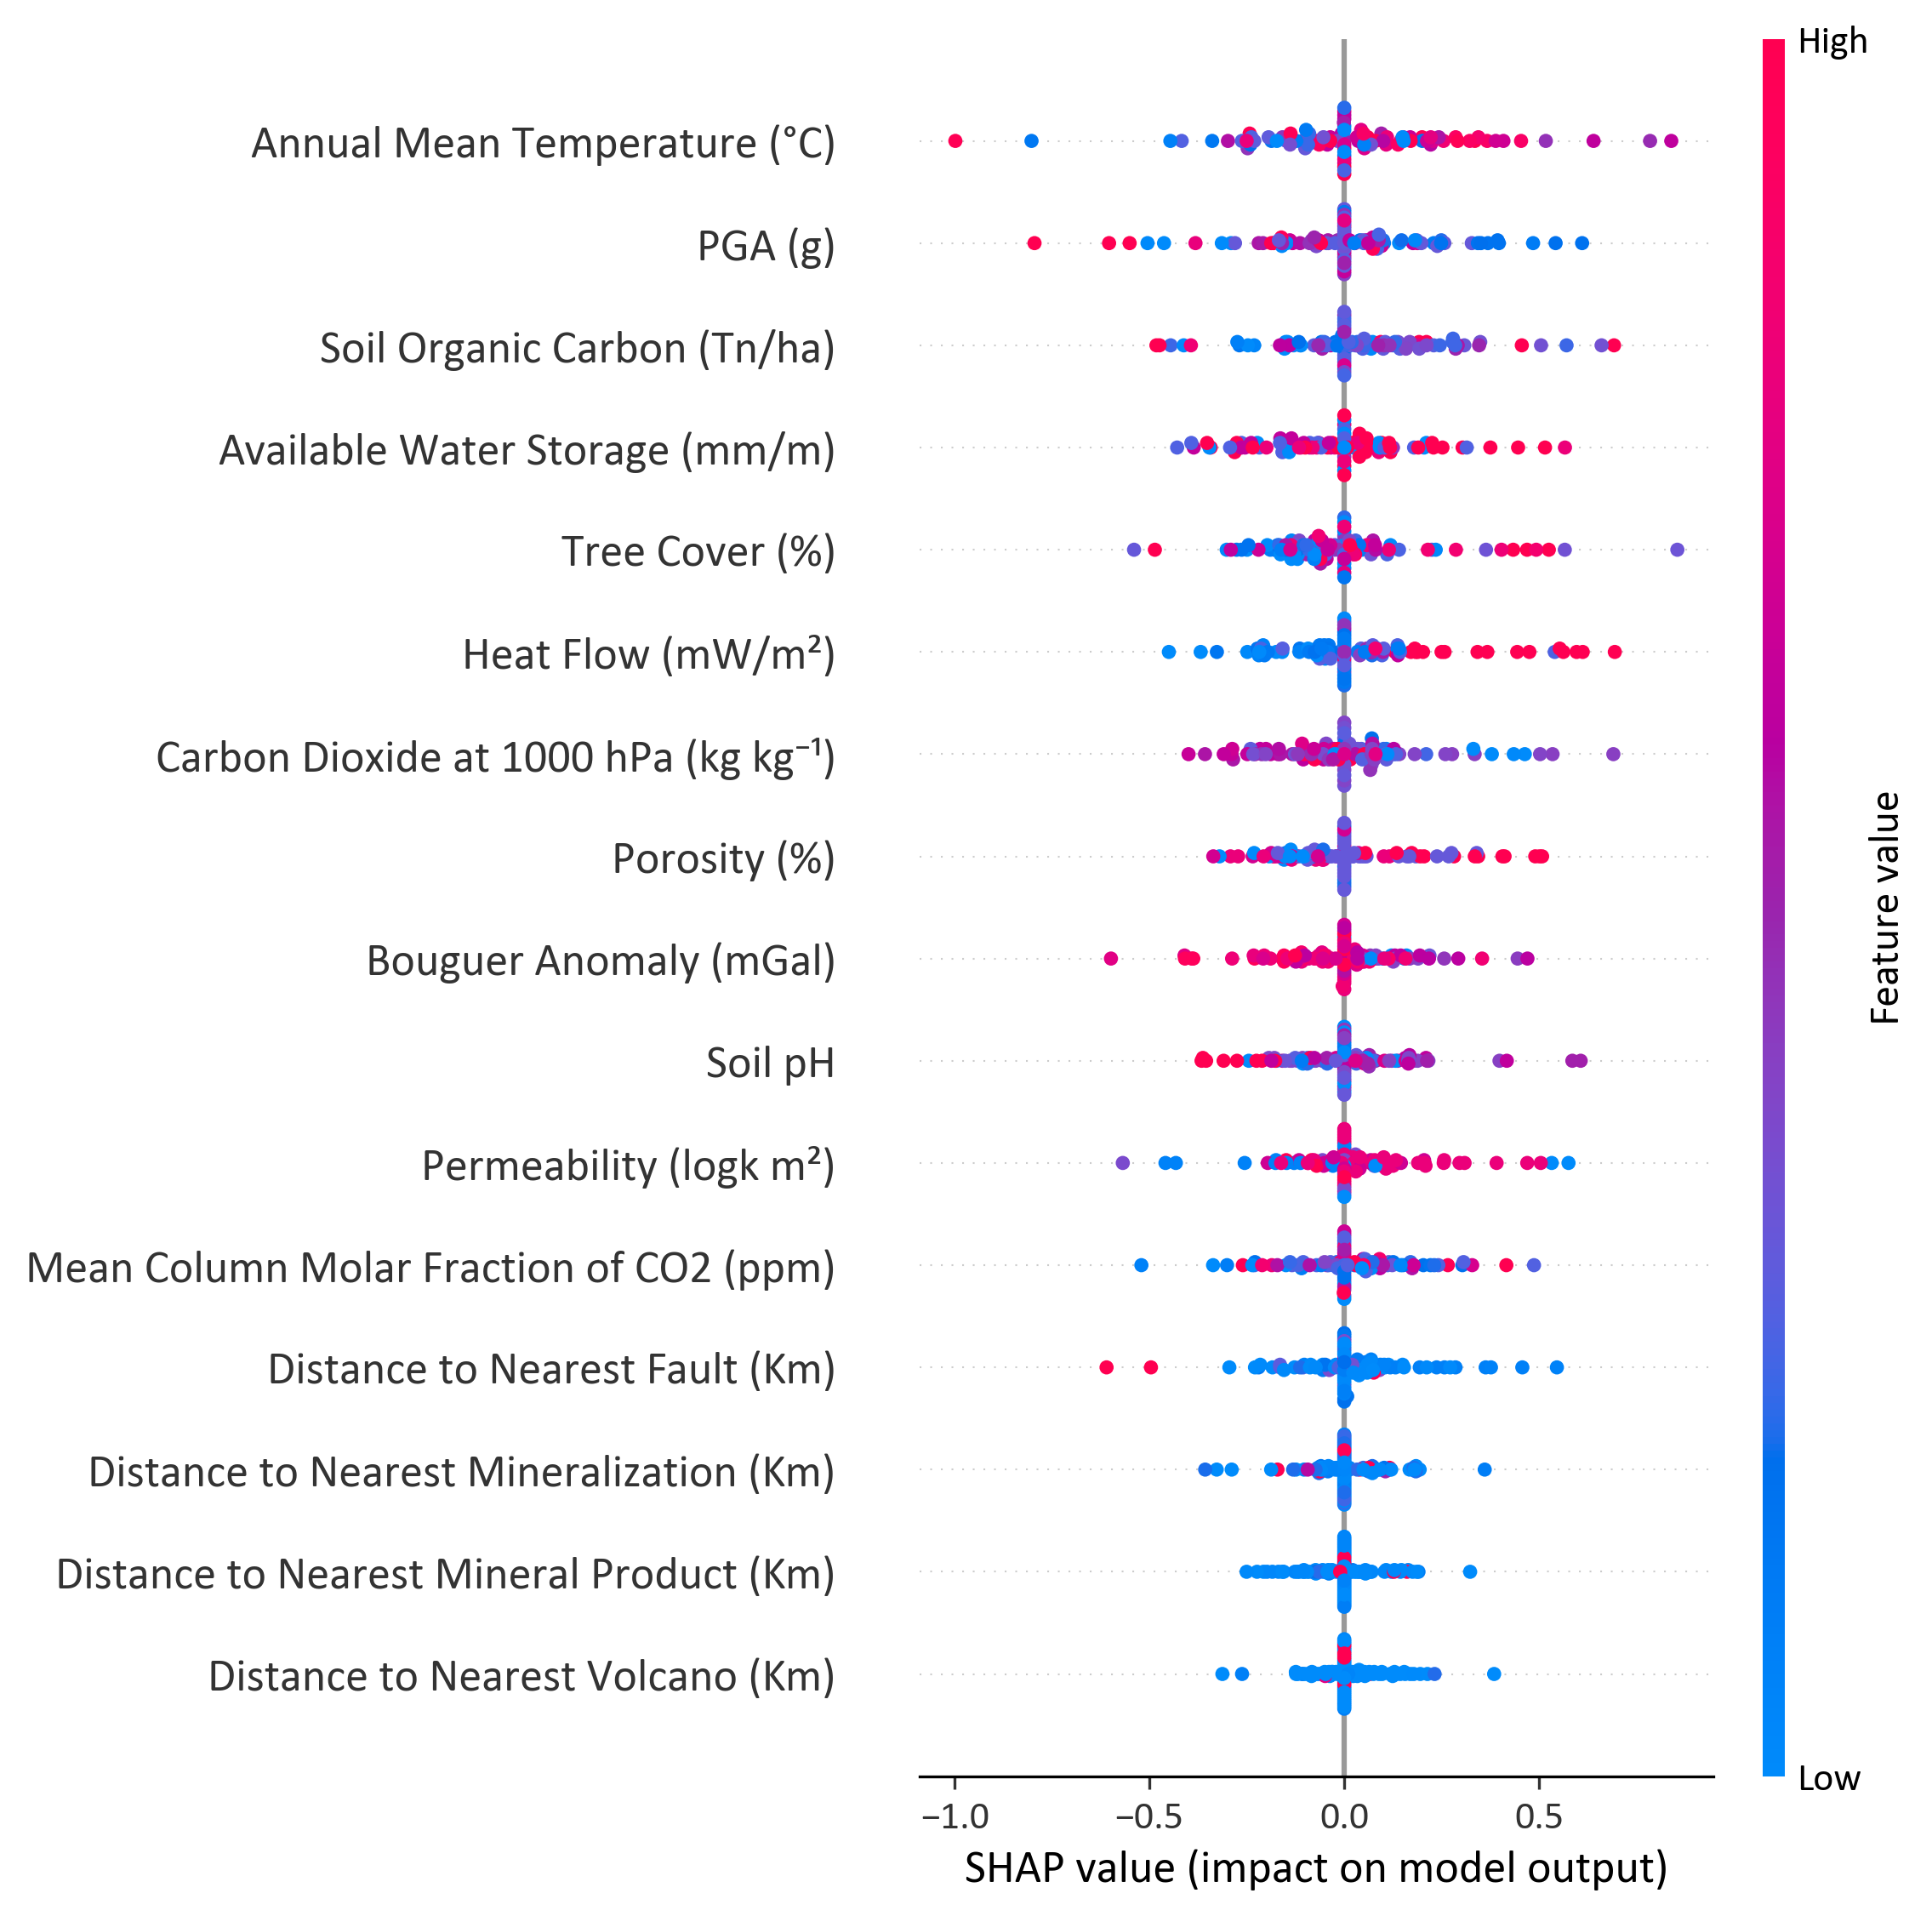 High
Annual Mean Temperature (°C)
PGA (g)
Soil Organic Carbon (Tn/ha)
Available Water Storage (mm/m)
Tree Cover (%)
Heat Flow (mW/m²)
Carbon Dioxide at 1000 hPa (kg kg⁻¹)
Porosity (%)
Bouguer Anomaly (mGal)
Soil pH
Permeability (logk m²)
Mean Column Molar Fraction of CO2 (ppm)
Distance to Nearest Fault (Km)
Distance to Nearest Mineralization (Km)
Distance to Nearest Mineral Product (Km)
Distance to Nearest Volcano (Km)
Feature value
Low
−1.0 −0.5 0.0 0.5
SHAP value (impact on model output)